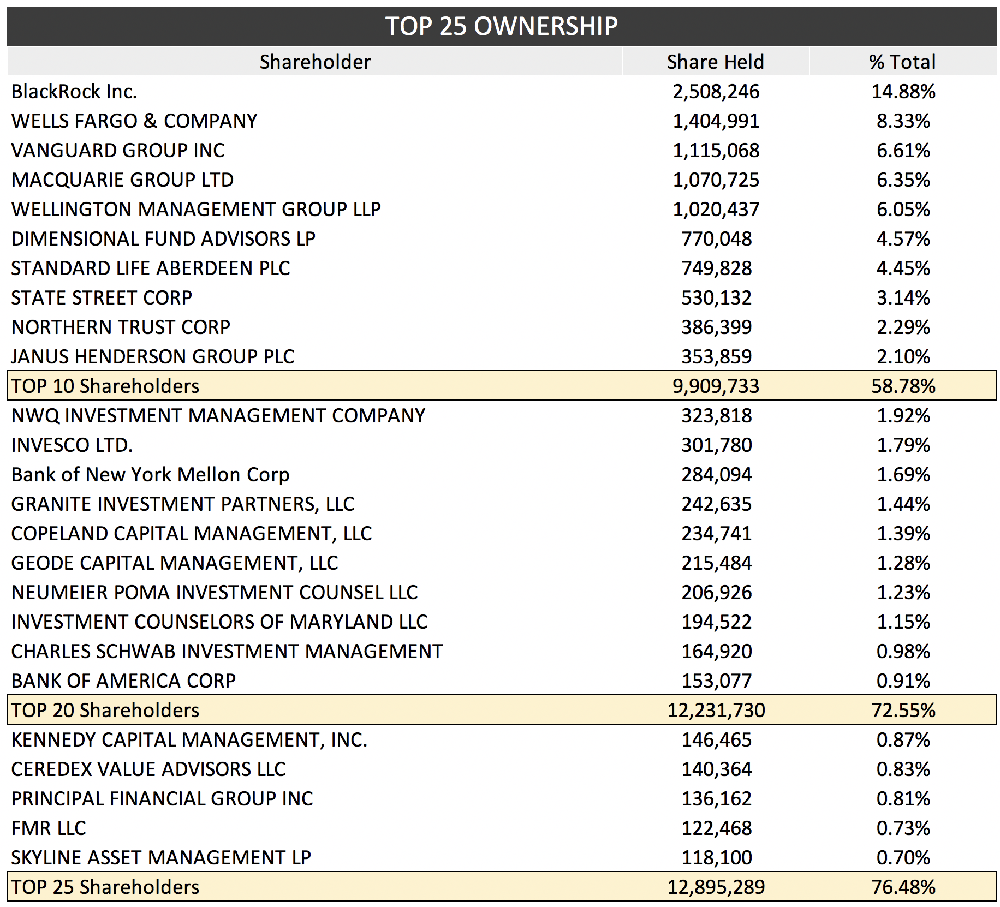 TOP 25 OWNERSHIP
Shareholder Share Held % Total
BlackRock Inc. 2,508,246 14.88%
WELLS FARGO & COMPANY 1,404,991 8.33%
VANGUARD GROUP INC 1,115,068 6.61%
MACQUARIE GROUP LTD 1,070,725 6.35%
WELLINGTON MANAGEMENT GROUP LLP 1,020,437 6.05%
DIMENSIONAL FUND ADVISORS LP 770,048 4.57%
STANDARD LIFE ABERDEEN PLC 749,828 4.45%
STATE STREET CORP 530,132 3.14%
NORTHERN TRUST CORP 386,399 2.29%
JANUS HENDERSON GROUP PLC 353,859 2.10%
TOP 10 Shareholders 9,909,733 58.78%
NWQ INVESTMENT MANAGEMENT COMPANY 323,818 1.92%
INVESCO LTD. 301,780 1.79%
Bank of New York Mellon Corp 284,094 1.69%
GRANITE INVESTMENT PARTNERS, LLC 242,635 1.44%
COPELAND CAPITAL MANAGEMENT, LLC 234,741 1.39%
GEODE CAPITAL MANAGEMENT, LLC 215,484 1.28%
NEUMEIER POMA INVESTMENT COUNSEL LLC 206,926 1.23%
INVESTMENT COUNSELORS OF MARYLAND LLC 194,522 1.15%
CHARLES SCHWAB INVESTMENT MANAGEMENT 164,920 0.98%
BANK OF AMERICA CORP 153,077 0.91%
TOP 20 Shareholders 12,231,730 72.55%
KENNEDY CAPITAL MANAGEMENT, INC. 146,465 0.87%
CEREDEX VALUE ADVISORS LLC 140,364 0.83%
PRINCIPAL FINANCIAL GROUP INC 136,162 0.81%
FMR LLC 122,468 0.73%
SKYLINE ASSET MANAGEMENT LP 118,100 0.70%
TOP 25 Shareholders 12,895,289 76.48%